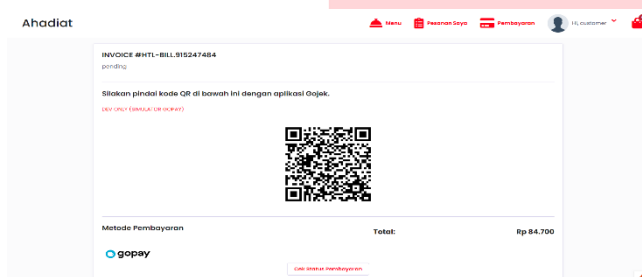 Ahadiat
Menu
Pesanan Saya
Pembayaran
Hi, customer
INVOICE #HTL-BILL.915247484
pending
Silakan pindai kode QR di bawah ini dengan aplikasi Gojek.
DEV ONLY (SIMULATOR GOPAY)
Metode Pembayaran
Total:
Rp 84.700
gopay
Cek Status Pembayaran